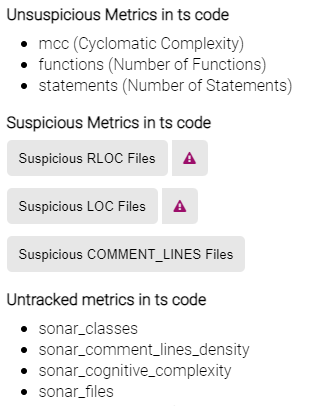 Unsuspicious Metrics in ts code
mcc (Cyclomatic Complexity)
functions (Number of Functions)
statements (Number of Statements)
Suspicious Metrics in ts code
Suspicious RLOC Files
Suspicious LOC Files
Suspicious COMMENT_LINES Files
Untracked metrics in ts code
sonar_classes
sonar_comment_lines_density
sonar_cognitive_complexity
sonar_files